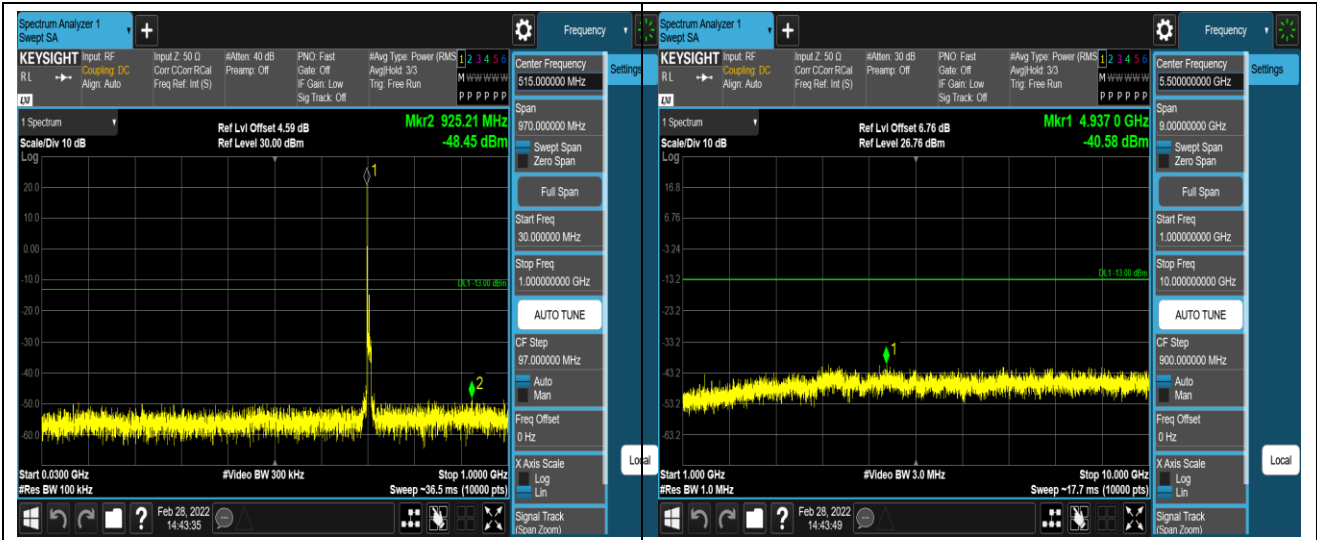 Spectrum Analyzer 1
Swept SA
+
Frequency
KEYSIGHT
RL
LXI
Input: RF
Coupling: DC
Align: Auto
Input Z: 50 Ω
Corr CCorr RCal
Freq Ref: Int (S)
#Atten: 40 dB
Preamp: Off
PNO: Fast
Gate: Off
IF Gain: Low
Sig Track: Off
#Avg Type: Power (RMS
Avg|Hold: 3/3
Trig: Free Run
1 2 3 4 5 6
M W W W W W
P P P P P P
Center Frequency
515.000000 MHz
Settings
Span
970.000000 MHz
Swept Span
Zero Span
Full Span
Start Freq
30.000000 MHz
Stop Freq
1.000000000 GHz
AUTO TUNE
CF Step
97.000000 MHz
Auto
Man
Freq Offset
0 Hz
X Axis Scale
Log
Lin
Signal Track
(Span Zoom)
Local
1 Spectrum
Scale/Div 10 dB
Log
Ref Lvl Offset 4.59 dB
Ref Level 30.00 dBm
Mkr2 925.21 MHz
-48.45 dBm
1
20.0
10.0
0.00
-10.0
DL1 -13.00 dBm
-20.0
-30.0
-40.0
2
-50.0
-60.0
Start 0.0300 GHz
#Res BW 100 kHz
#Video BW 300 kHz
Stop 1.0000 GHz
Sweep ~36.5 ms (10000 pts)
?
Feb 28, 2022
14:43:35
Spectrum Analyzer 1
Swept SA
+
Frequency
KEYSIGHT
RL
LXI
Input: RF
Coupling: DC
Align: Auto
Input Z: 50 Ω
Corr CCorr RCal
Freq Ref: Int (S)
#Atten: 30 dB
Preamp: Off
PNO: Fast
Gate: Off
IF Gain: Low
Sig Track: Off
#Avg Type: Power (RMS
Avg|Hold: 3/3
Trig: Free Run
1 2 3 4 5 6
M W W W W W
P P P P P P
Center Frequency
5.500000000 GHz
Settings
Span
9.00000000 GHz
Swept Span
Zero Span
Full Span
Start Freq
1.000000000 GHz
Stop Freq
10.000000000 GHz
AUTO TUNE
CF Step
900.000000 MHz
Auto
Man
Freq Offset
0 Hz
X Axis Scale
Log
Lin
Signal Track
(Span Zoom)
Local
1 Spectrum
Scale/Div 10 dB
Log
Ref Lvl Offset 6.76 dB
Ref Level 26.76 dBm
Mkr1 4.937 0 GHz
-40.58 dBm
16.8
6.76
-3.24
DL1 -13.00 dBm
-13.2
-23.2
-33.2
1
-43.2
-53.2
-63.2
Start 1.000 GHz
#Res BW 1.0 MHz
#Video BW 3.0 MHz
Stop 10.000 GHz
Sweep ~17.7 ms (10000 pts)
?
Feb 28, 2022
14:43:49